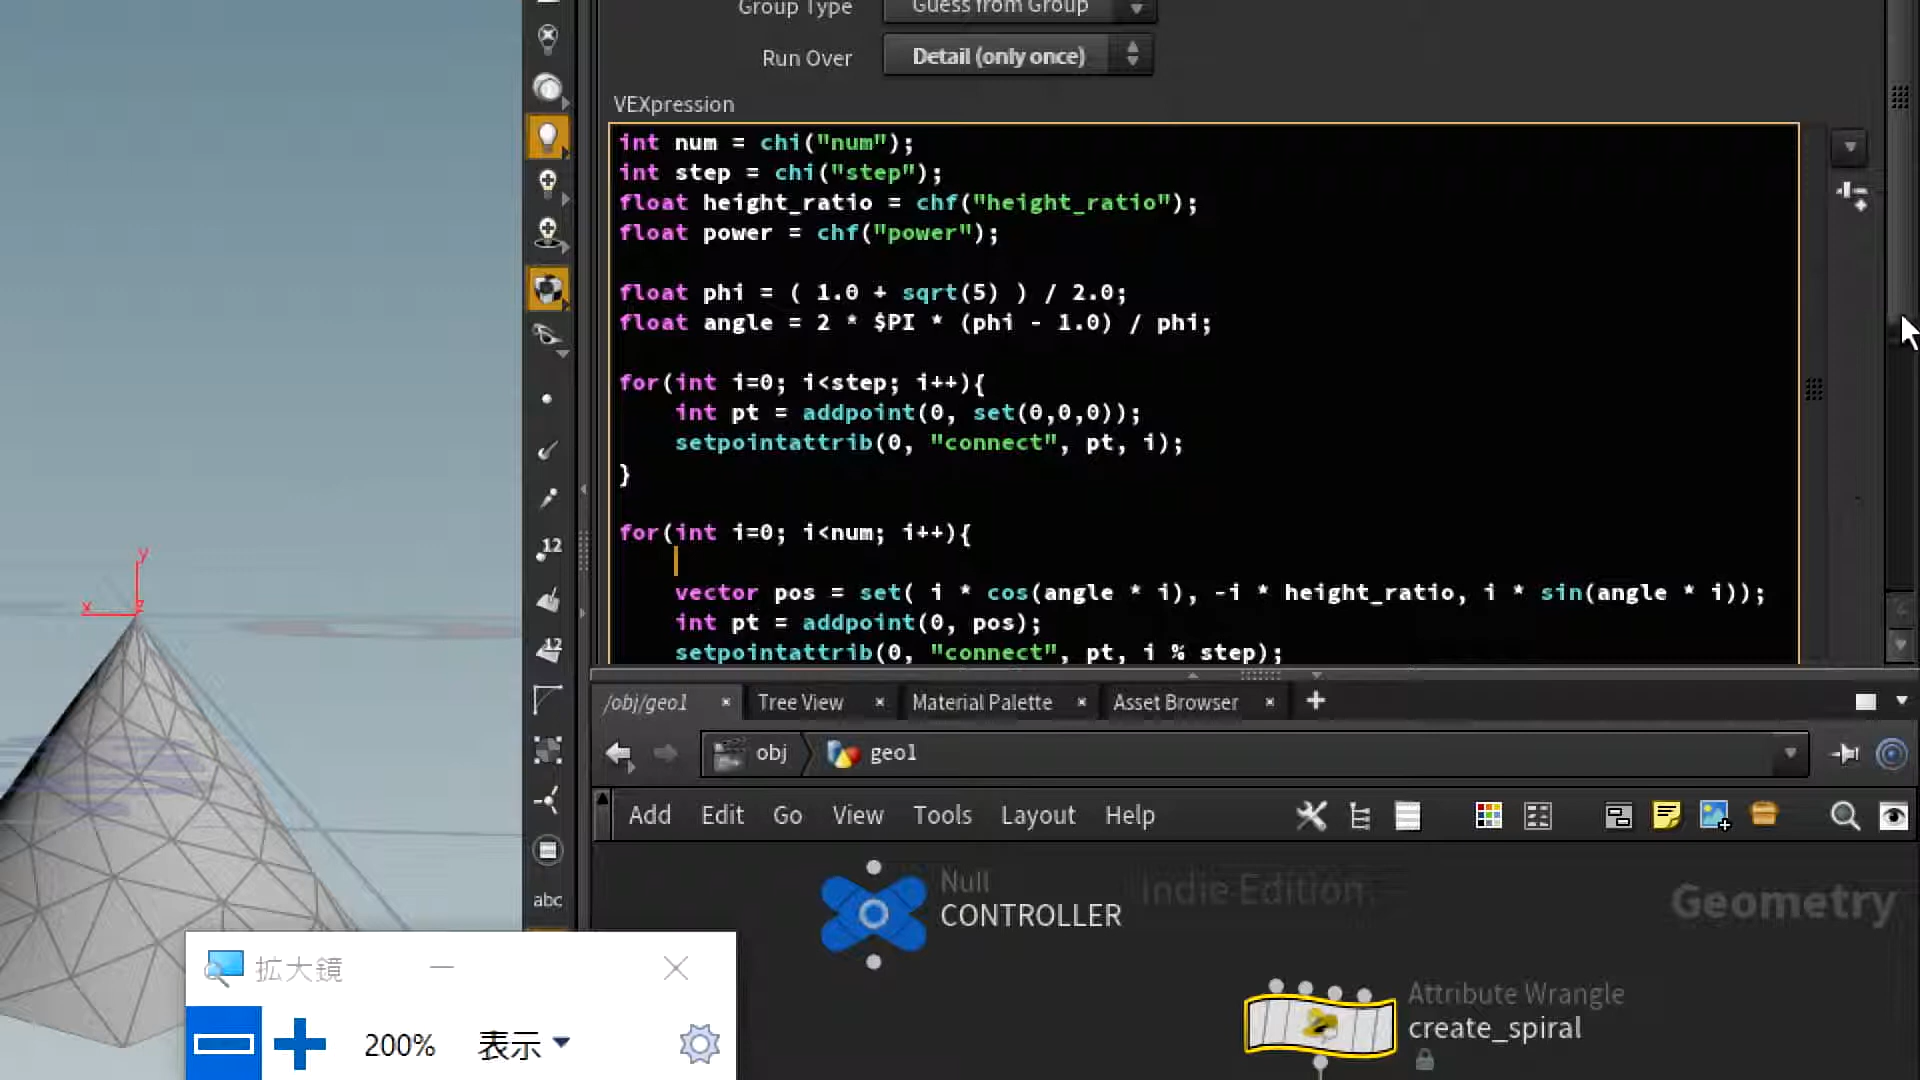 Group Type
Guess from Group
Run Over
Detail (only once)
VEXpression
int num = chi("num");
int step = chi("step");
float height_ratio = chf("height_ratio");
float power = chf("power");
float phi = ( 1.0 + sqrt(5) ) / 2.0;
float angle = 2 * $PI * (phi - 1.0) / phi;
for(int i=0; i<step; i++){
    int pt = addpoint(0, set(0,0,0));
    setpointattrib(0, "connect", pt, i);
}
for(int i=0; i<num; i++){
    vector pos = set( i * cos(angle * i), -i * height_ratio, i * sin(angle * i));
    int pt = addpoint(0, pos);
    setpointattrib(0, "connect", pt, i % step);
y
x
z
12
12
abc
/obj/geo1
Tree View
Material Palette
Asset Browser
obj
geo1
Add Edit Go View Tools Layout Help
Indie Edition
Geometry
Null
CONTROLLER
Attribute Wrangle
create_spiral
拡大鏡
200%
表示